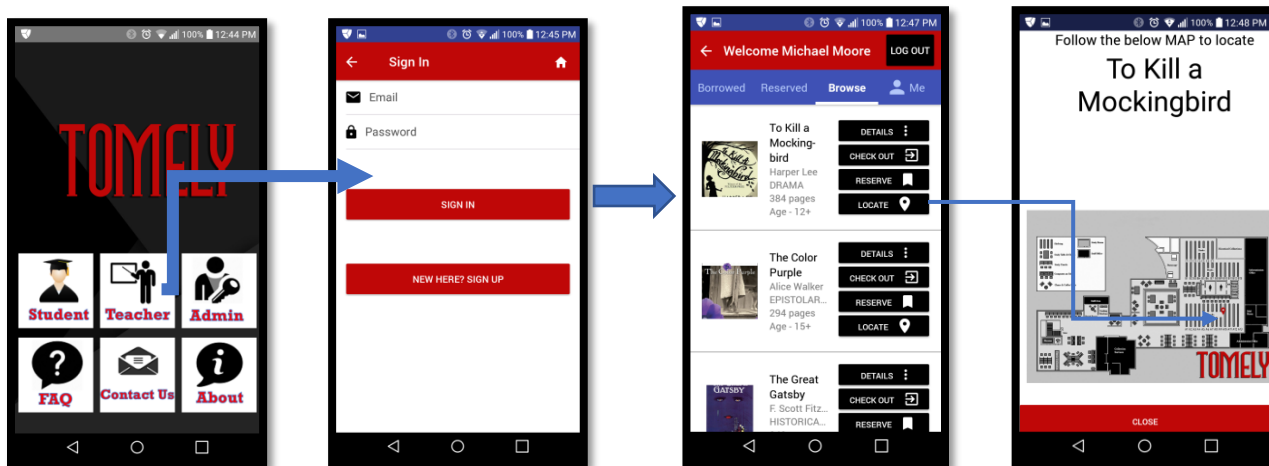 100% 12:44 PM
TOMELY
Student
Teacher
Admin
FAQ
Contact Us
About
100% 12:45 PM
Sign In
Email
Password
SIGN IN
NEW HERE? SIGN UP
100% 12:47 PM
Welcome Michael Moore
LOG OUT
Borrowed
Reserved
Browse
Me
To Kill a
Mocking-
bird
Harper Lee
DRAMA
384 pages
Age - 12+
DETAILS
CHECK OUT
RESERVE
LOCATE
The Color
Purple
Alice Walker
EPISTOLAR...
294 pages
Age - 15+
DETAILS
CHECK OUT
RESERVE
LOCATE
GATSBY
The Great
Gatsby
F. Scott Fitz...
HISTORICA...
DETAILS
CHECK OUT
RESERVE
100% 12:48 PM
Follow the below MAP to locate
To Kill a
Mockingbird
TOMELY
CLOSE